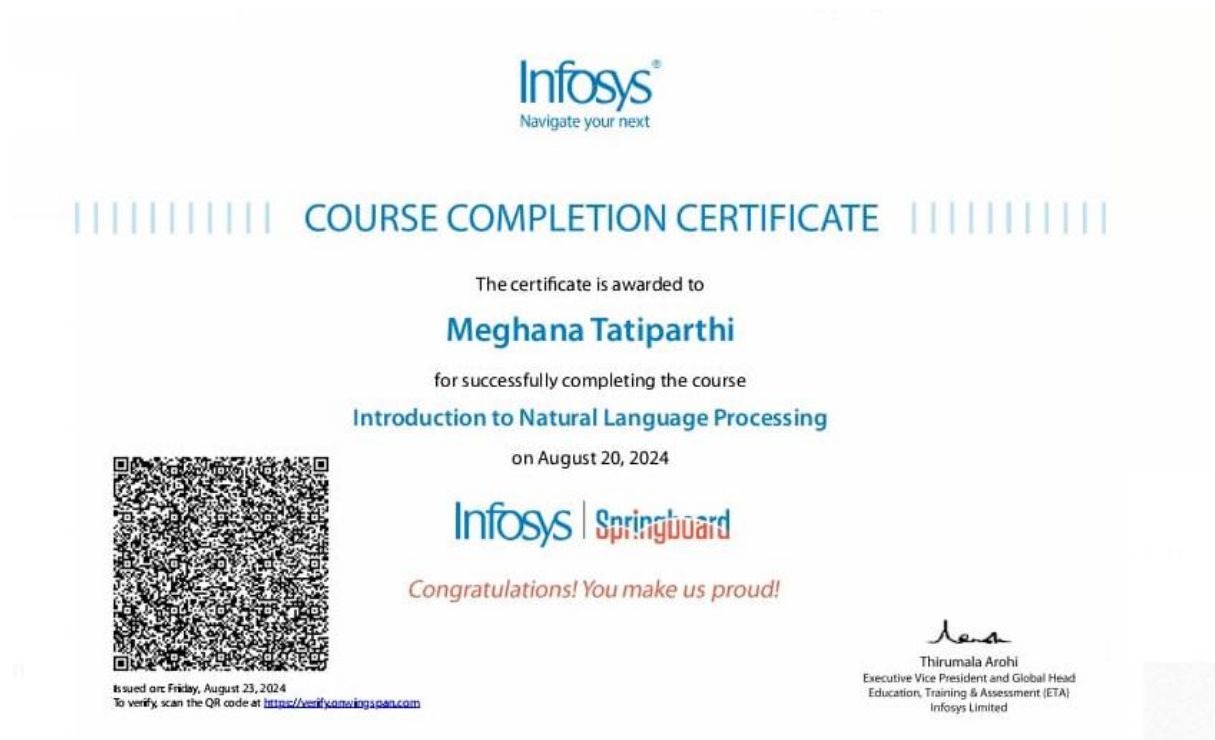 Infosys®
Navigate your next
COURSE COMPLETION CERTIFICATE
The certificate is awarded to
Meghana Tatiparthi
for successfully completing the course
Introduction to Natural Language Processing
on August 20, 2024
Infosys | Springboard
Congratulations! You make us proud!
Issued on: Friday, August 23, 2024
To verify, scan the QR code at https://verify.onwingspan.com
Thirumala Arohi
Executive Vice President and Global Head
Education, Training & Assessment (ETA)
Infosys Limited